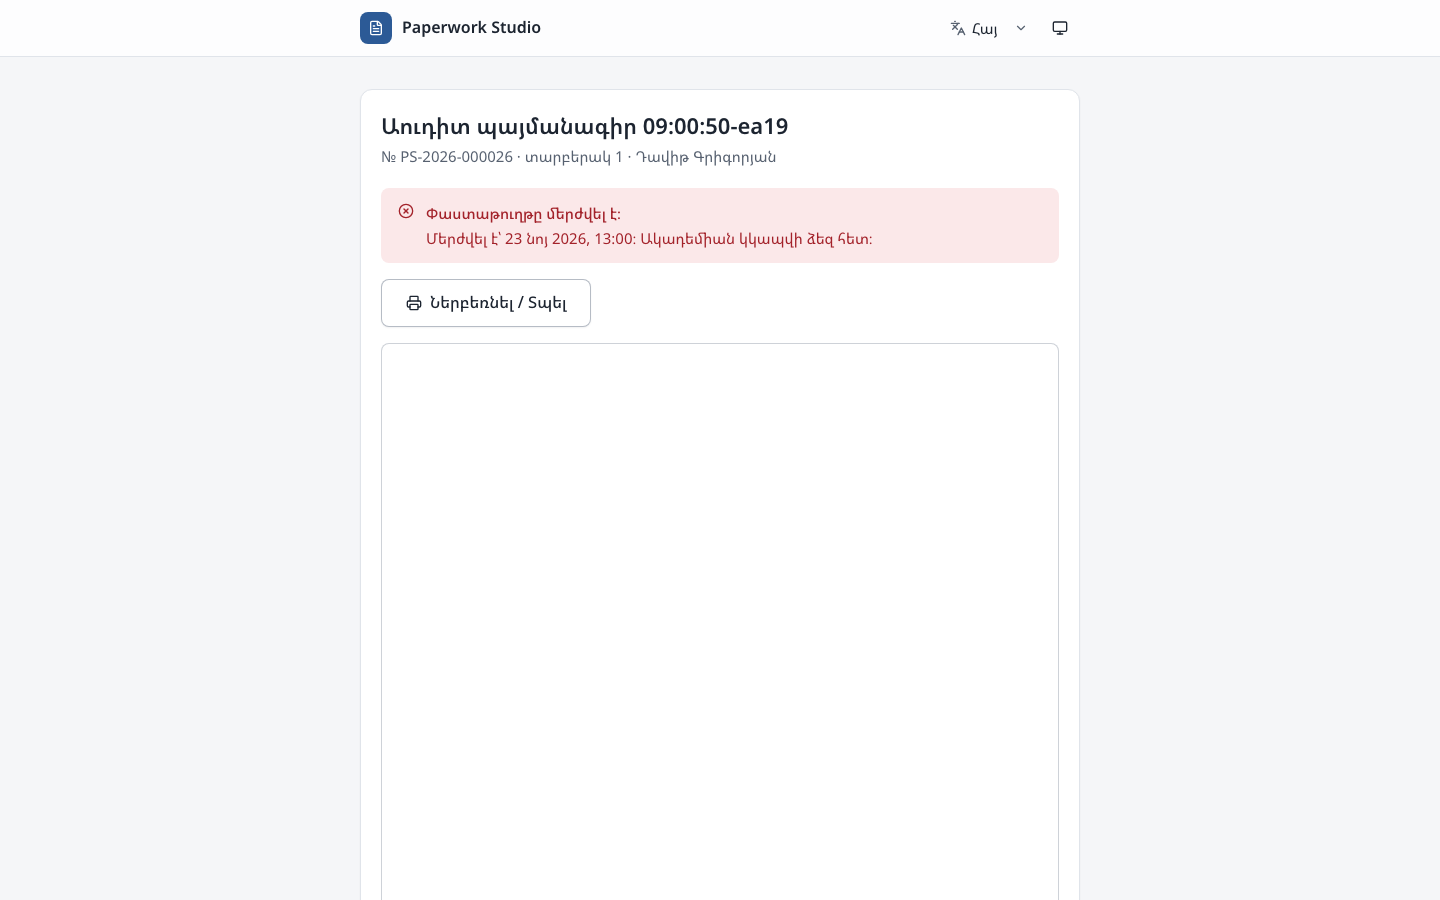 Paperwork Studio
Հայ
Աուդիտ պայմանագիր 09:00:50-ea19
№ PS-2026-000026 · տարբերակ 1 · Դավիթ Գրիգորյան
Փաստաթուղթը մերժվել է։
Մերժվել է՝ 23 նոյ 2026, 13:00։ Ակադեմիան կկապվի ձեզ հետ։
Ներբեռնել / Տպել